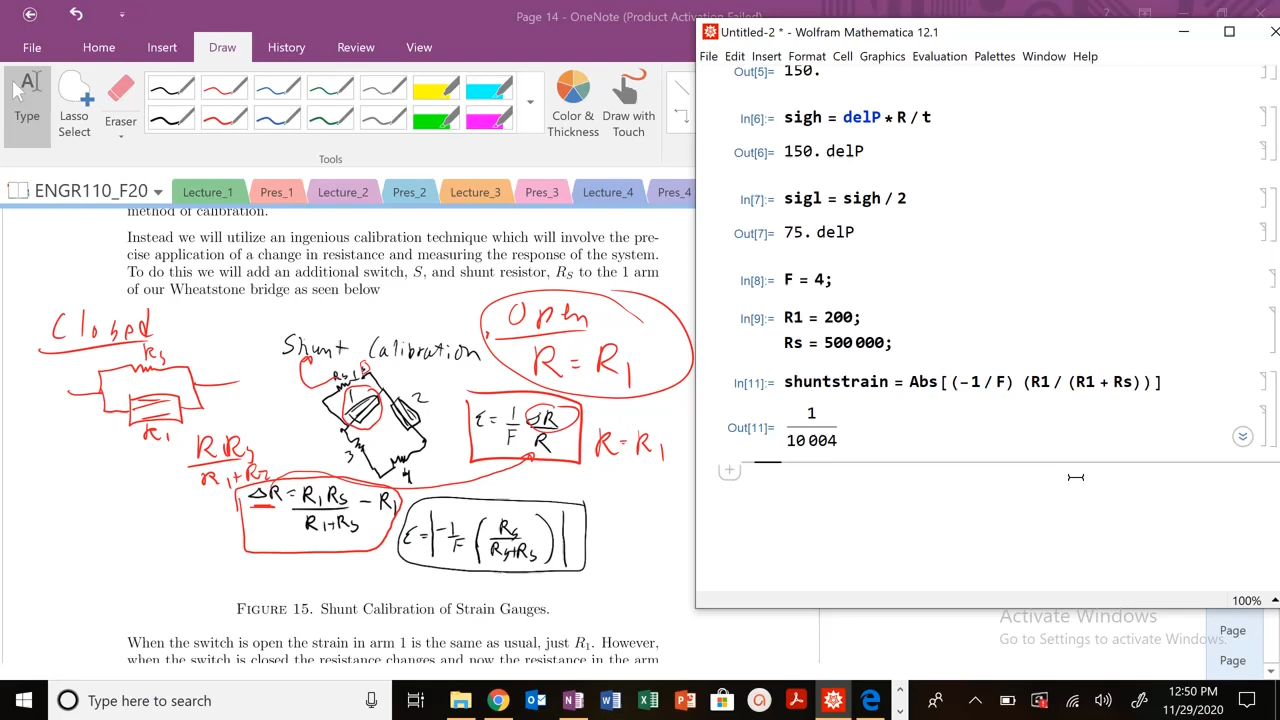 Page 14 - OneNote (Product Activation Failed)
File Home Insert Draw History Review View
Type
Lasso Select
Eraser
Color & Thickness
Draw with Touch
Tools
ENGR110_F20 Lecture_1 Pres_1 Lecture_2 Pres_2 Lecture_3 Pres_3 Lecture_4 Pres_4
method of calibration.
Instead we will utilize an ingenious calibration technique which will involve the pre-
cise application of a change in resistance and measuring the response of the system.
To do this we will add an additional switch, S, and shunt resistor, R_S to the 1 arm
of our Wheatstone bridge as seen below
Closed
Rs
R1
Open
R = R1
Shunt Calibration
Rs
1
2
3
4
ε = 1/F ΔR/R
R = R1
ΔR = R1Rs/(R1+Rs) - R1
FIGURE 15. Shunt Calibration of Strain Gauges.
When the switch is open the strain in arm 1 is the same as usual, just R₁. However,
when the switch is closed the resistance changes and now the resistance in the arm
Untitled-2 * - Wolfram Mathematica 12.1
File Edit Insert Format Cell Graphics Evaluation Palettes Window Help
Out[5]= 150.
In[6]:= sigh = delP * R / t
Out[6]= 150. delP
In[7]:= sigl = sigh / 2
Out[7]= 75. delP
In[8]:= F = 4;
In[9]:= R1 = 200;
Rs = 500 000;
In[11]:= shuntstrain = Abs[(-1 / F) (R1 / (R1 + Rs))]
Out[11]= 1/10 004
100%
Activate Windows
Go to Settings to activate Windows.
Page
Page
Type here to search
12:50 PM
11/29/2020